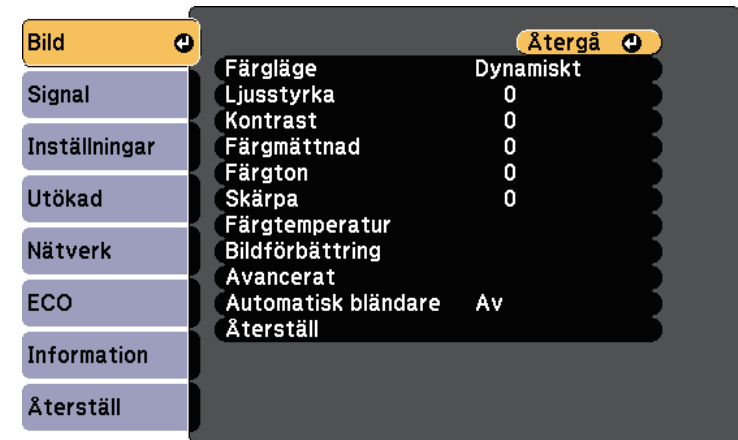 Bild
Signal
Inställningar
Utökad
Nätverk
ECO
Information
Återställ
Återgå
Färgläge Dynamiskt
Ljusstyrka 0
Kontrast 0
Färgmättnad 0
Färgton 0
Skärpa 0
Färgtemperatur
Bildförbättring
Avancerat
Automatisk bländare Av
Återställ